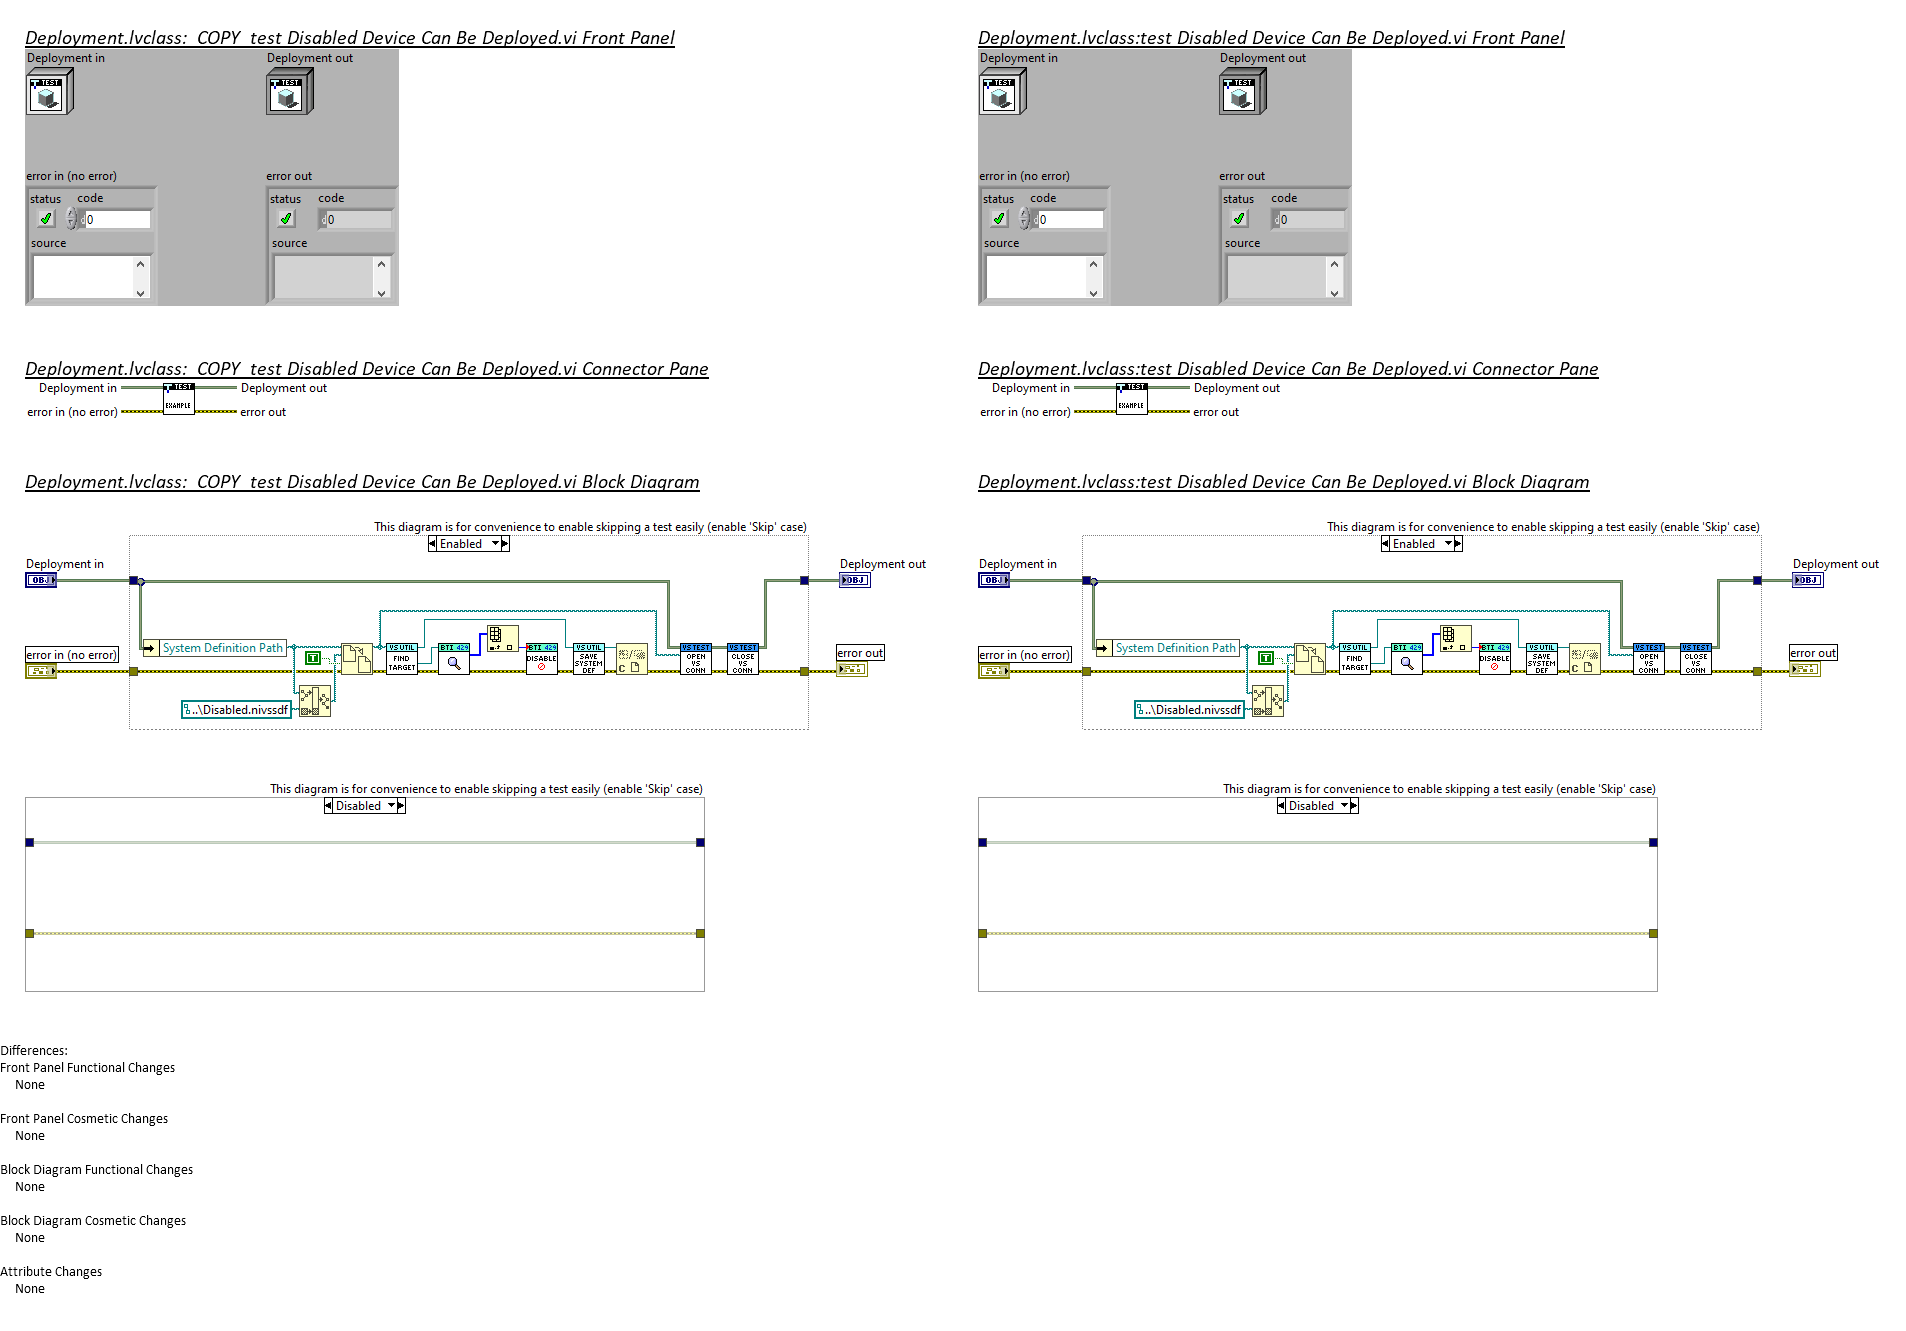 Deployment.lvclass:  COPY  test Disabled Device Can Be Deployed.vi Front Panel
Deployment in
Deployment out
TEST
TEST
error in (no error)
error out
status
code
status
code
0
0
source
source
Deployment.lvclass:test Disabled Device Can Be Deployed.vi Front Panel
Deployment in
Deployment out
TEST
TEST
error in (no error)
error out
status
code
status
code
0
0
source
source
Deployment.lvclass:  COPY  test Disabled Device Can Be Deployed.vi Connector Pane
Deployment in
TEST
Deployment out
error in (no error)
EXAMPLE
error out
Deployment.lvclass:test Disabled Device Can Be Deployed.vi Connector Pane
Deployment in
TEST
Deployment out
error in (no error)
EXAMPLE
error out
Deployment.lvclass:  COPY  test Disabled Device Can Be Deployed.vi Block Diagram
This diagram is for convenience to enable skipping a test easily (enable 'Skip' case)
Enabled
Deployment in
OBJ
Deployment out
OBJ
error in (no error)
System Definition Path
T
VS UTIL
FIND
TARGET
BTI 429
BTI 429
DISABLE
VS UTIL
SAVE
SYSTEM
DEF
C
VS TEST
OPEN
VS
CONN
VS TEST
CLOSE
VS
CONN
error out
..\Disabled.nivssdf
Deployment.lvclass:test Disabled Device Can Be Deployed.vi Block Diagram
This diagram is for convenience to enable skipping a test easily (enable 'Skip' case)
Enabled
Deployment in
OBJ
Deployment out
OBJ
error in (no error)
System Definition Path
T
VS UTIL
FIND
TARGET
BTI 429
BTI 429
DISABLE
VS UTIL
SAVE
SYSTEM
DEF
C
VS TEST
OPEN
VS
CONN
VS TEST
CLOSE
VS
CONN
error out
..\Disabled.nivssdf
This diagram is for convenience to enable skipping a test easily (enable 'Skip' case)
Disabled
This diagram is for convenience to enable skipping a test easily (enable 'Skip' case)
Disabled
Differences:
Front Panel Functional Changes
None
Front Panel Cosmetic Changes
None
Block Diagram Functional Changes
None
Block Diagram Cosmetic Changes
None
Attribute Changes
None